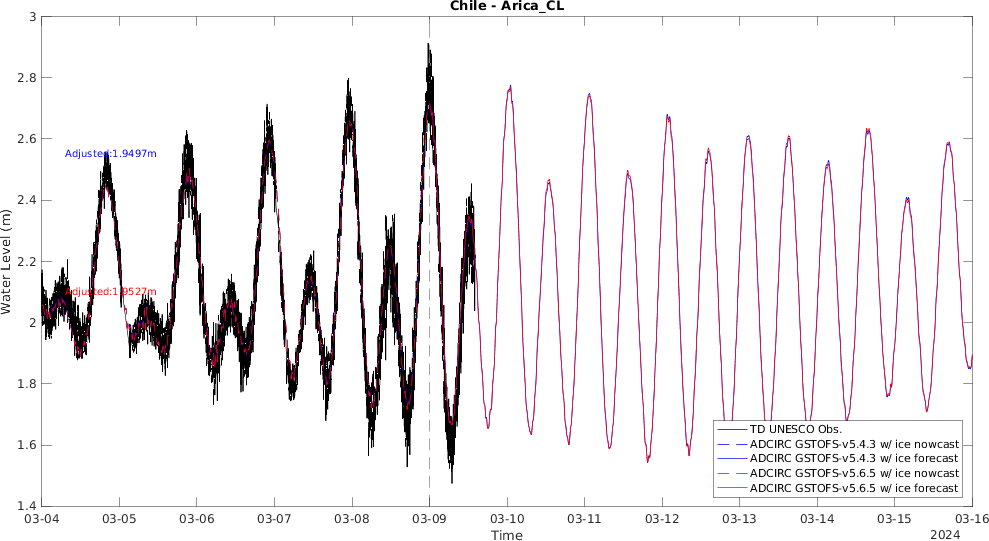 Chile - Arica_CL
3
2.8
2.6
2.4
2.2
2
1.8
1.6
1.4
Water Level (m)
Adjusted:1.9497m
Adjusted:1.9527m
TD UNESCO Obs.
ADCIRC GSTOFS-v5.4.3 w/ ice nowcast
ADCIRC GSTOFS-v5.4.3 w/ ice forecast
ADCIRC GSTOFS-v5.6.5 w/ ice nowcast
ADCIRC GSTOFS-v5.6.5 w/ ice forecast
03-04 03-05 03-06 03-07 03-08 03-09 03-10 03-11 03-12 03-13 03-14 03-15 03-16
Time
2024